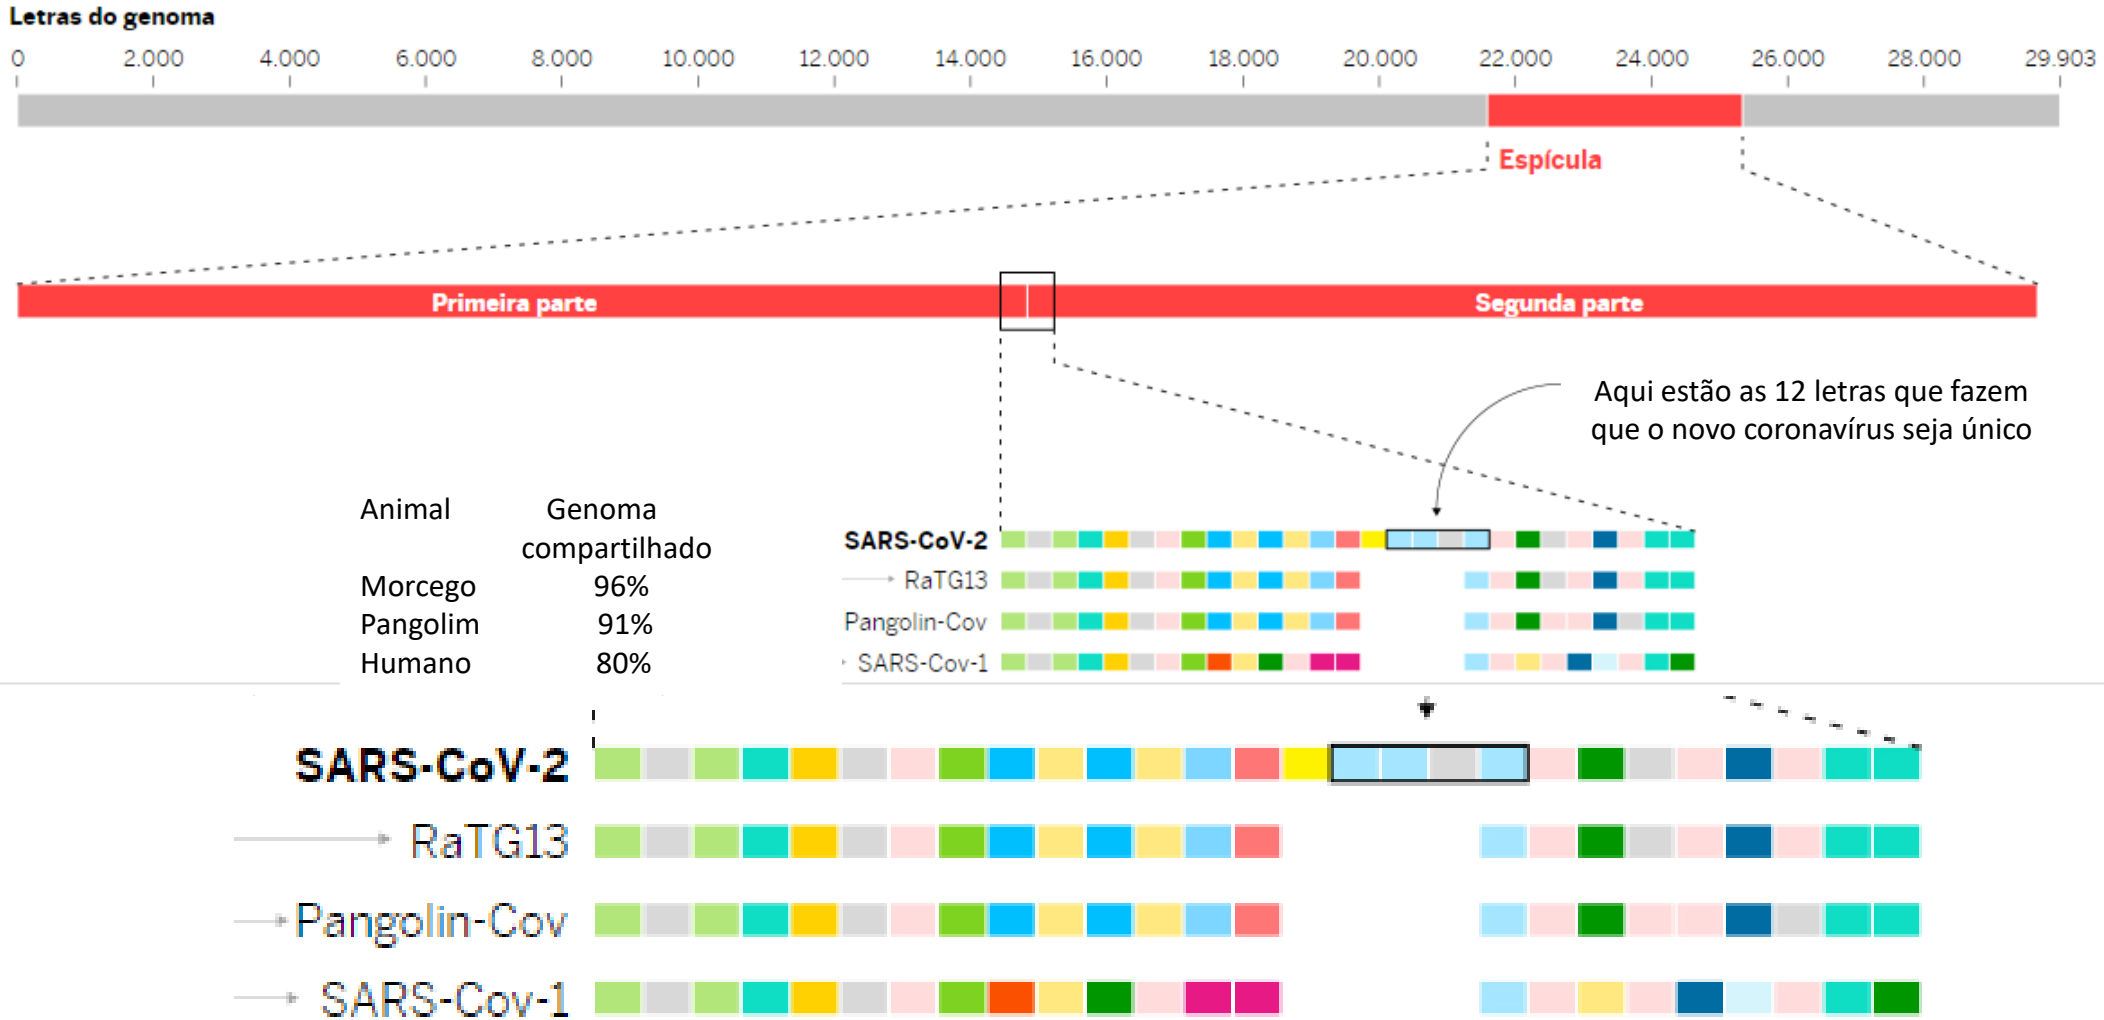 Letras do genoma
0 2.000 4.000 6.000 8.000 10.000 12.000 14.000 16.000 18.000 20.000 22.000 24.000 26.000 28.000 29.903
Espícula
Primeira parte Segunda parte
Aqui estão as 12 letras que fazem
que o novo coronavírus seja único
Animal Genoma
compartilhado
Morcego 96%
Pangolim 91%
Humano 80%
SARS-CoV-2
RaTG13
Pangolin-Cov
SARS-Cov-1
SARS-CoV-2
RaTG13
Pangolin-Cov
SARS-Cov-1